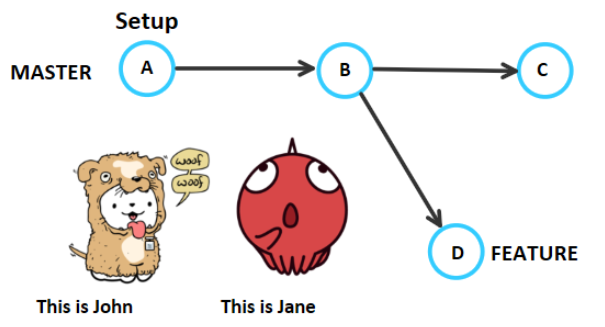 Setup
MASTER A B C
woof
woof
D FEATURE
This is John This is Jane